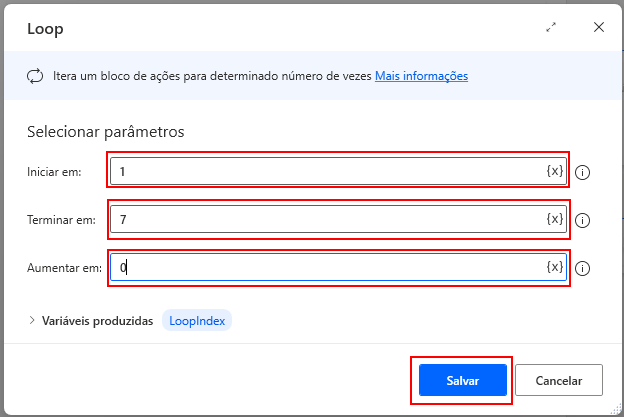 Loop
Itera um bloco de ações para determinado número de vezes Mais informações
Selecionar parâmetros
Iniciar em: 1 {x}
Terminar em: 7 {x}
Aumentar em: 0 {x}
Variáveis produzidas LoopIndex
Salvar Cancelar